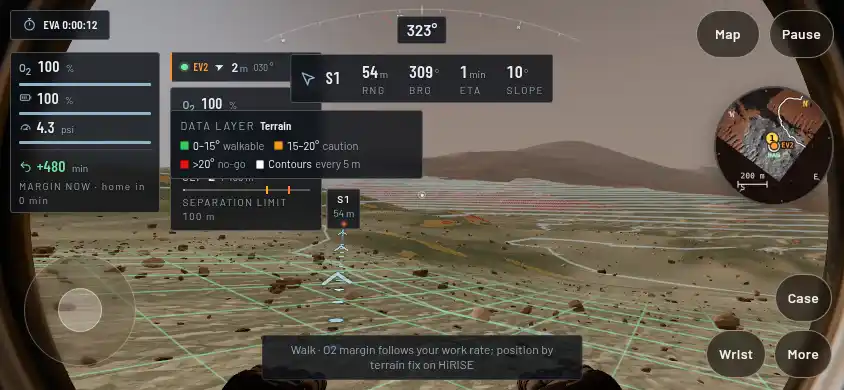 EVA 0:00:12
323°
Map
Pause
O2 100 %
100 %
4.3 psi
+480 min
MARGIN NOW · home in
0 min
EV2 2 m 030°
O2 100 %
S1
54 m
RNG
309°
BRG
1 min
ETA
10°
SLOPE
DATA LAYER Terrain
0-15° walkable
15-20° caution
>20° no-go
Contours every 5 m
SEPARATION LIMIT
100 m
S1
54 m
N
W
1
EV2
E
200 m
S
Case
Wrist
More
Walk · O2 margin follows your work rate; position by
terrain fix on HiRISE